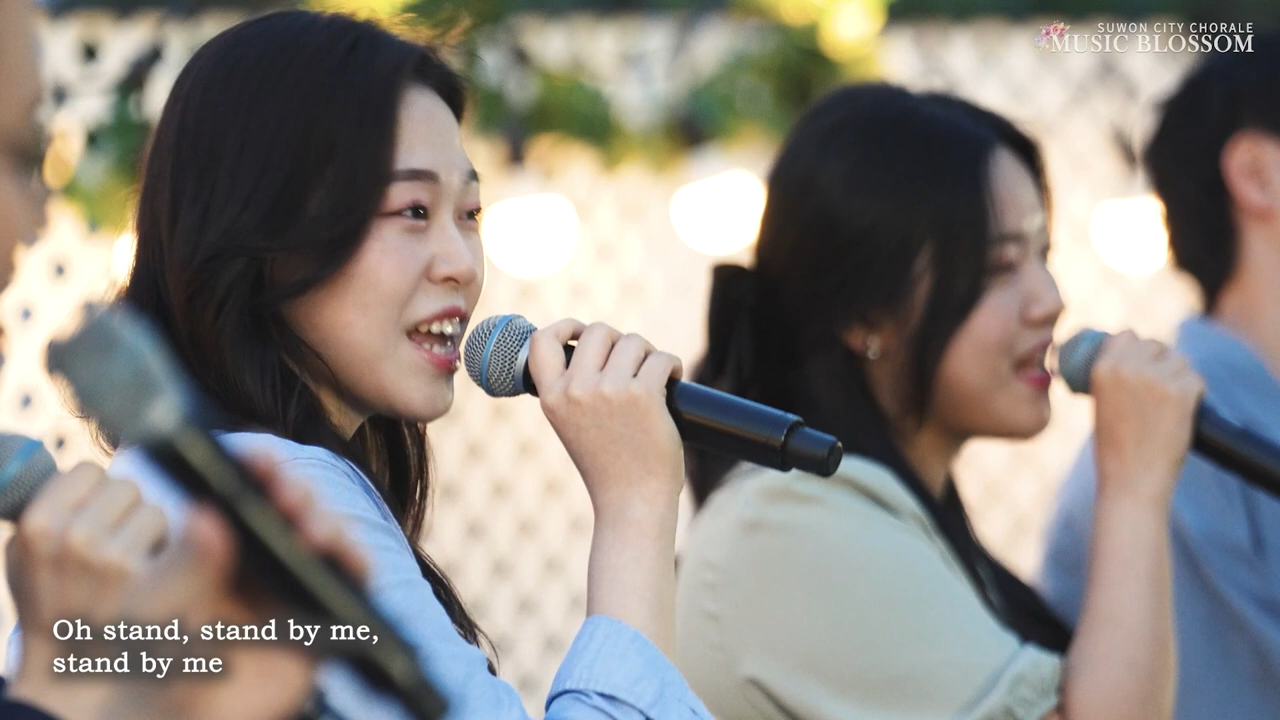 SUWON CITY CHORALE
MUSIC BLOSSOM
Oh stand, stand by me,
stand by me